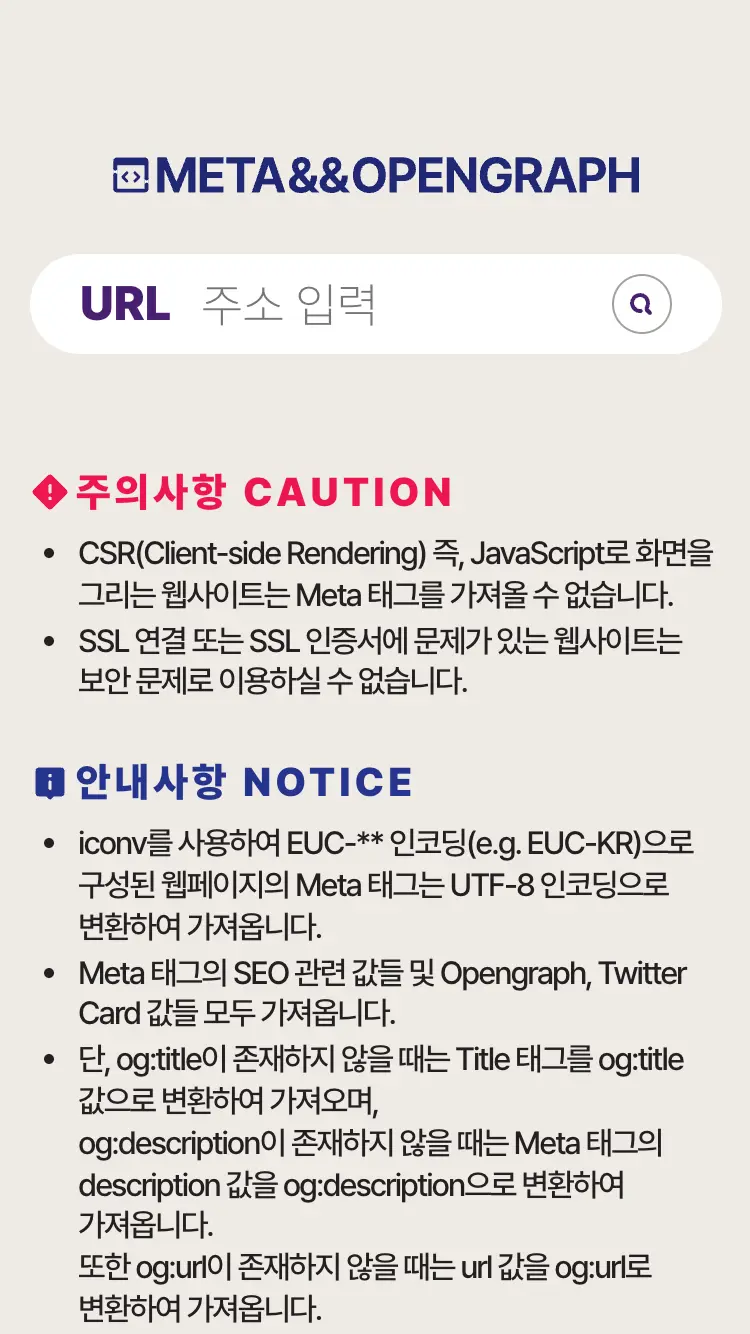 META&&OPENGRAPH
URL 주소 입력
주의사항 CAUTION
• CSR(Client-side Rendering) 즉, JavaScript로 화면을
그리는 웹사이트는 Meta 태그를 가져올 수 없습니다.
• SSL 연결 또는 SSL 인증서에 문제가 있는 웹사이트는
보안 문제로 이용하실 수 없습니다.
안내사항 NOTICE
• iconv를 사용하여 EUC-** 인코딩(e.g. EUC-KR)으로
구성된 웹페이지의 Meta 태그는 UTF-8 인코딩으로
변환하여 가져옵니다.
• Meta 태그의 SEO 관련 값들 및 Opengraph, Twitter
Card 값들 모두 가져옵니다.
• 단, og:title이 존재하지 않을 때는 Title 태그를 og:title
값으로 변환하여 가져오며,
og:description이 존재하지 않을 때는 Meta 태그의
description 값을 og:description으로 변환하여
가져옵니다.
또한 og:url이 존재하지 않을 때는 url 값을 og:url로
변환하여 가져옵니다.